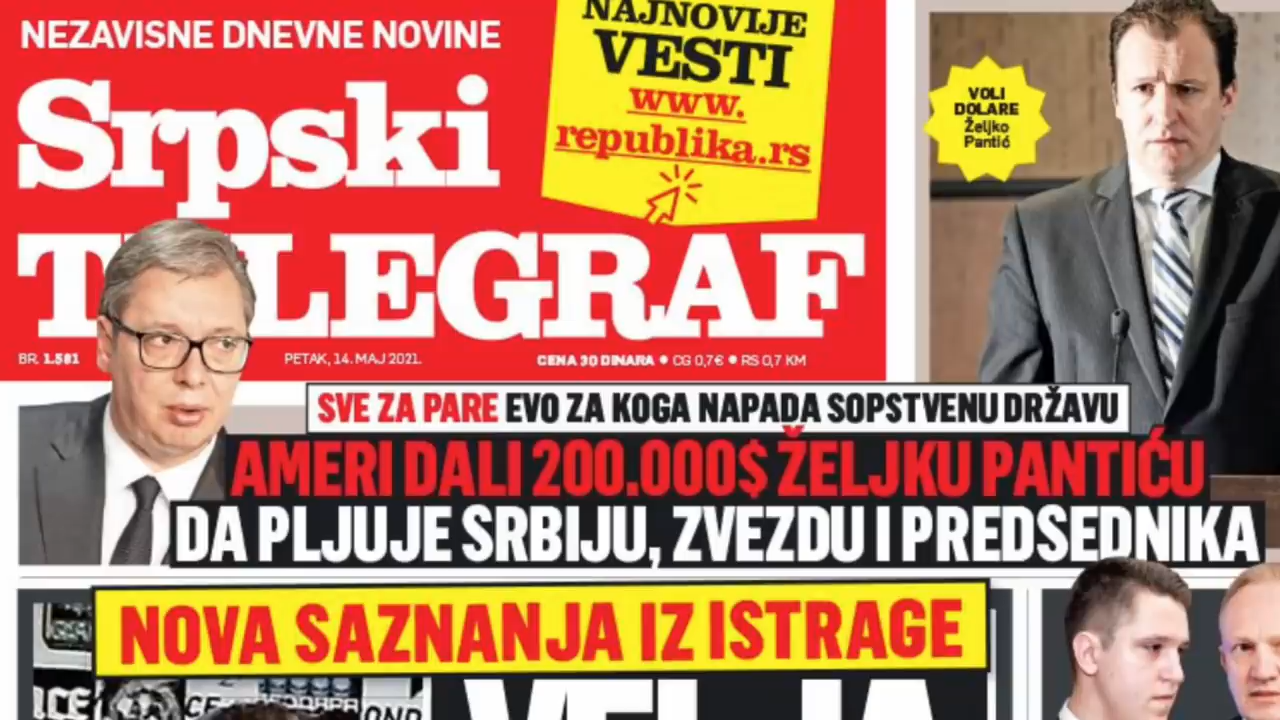 NEZAVISNE DNEVNE NOVINE
Srpski
TELEGRAF
NAJNOVIJE
VESTI
www.
republika.rs
VOLI
DOLARE
Željko
Pantić
BR. 1.581
PETAK, 14. MAJ 2021.
CENA 30 DINARA ● CG 0,7€ ● RS 0,7 KM
SVE ZA PARE EVO ZA KOGA NAPADA SOPSTVENU DRŽAVU
AMERI DALI 200.000$ ŽELJKU PANTIĆU
DA PLJUJE SRBIJU, ZVEZDU I PREDSEDNIKA
NOVA SAZNANJA IZ ISTRAGE
VELJA